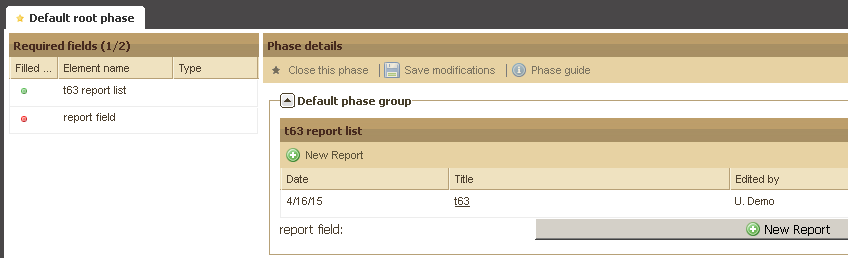 Default root phase
Required fields (1/2)
Filled ... Element name Type
t63 report list
report field
Phase details
Close this phase Save modifications Phase guide
Default phase group
t63 report list
New Report
Date Title Edited by
4/16/15 t63 U. Demo
report field: New Report